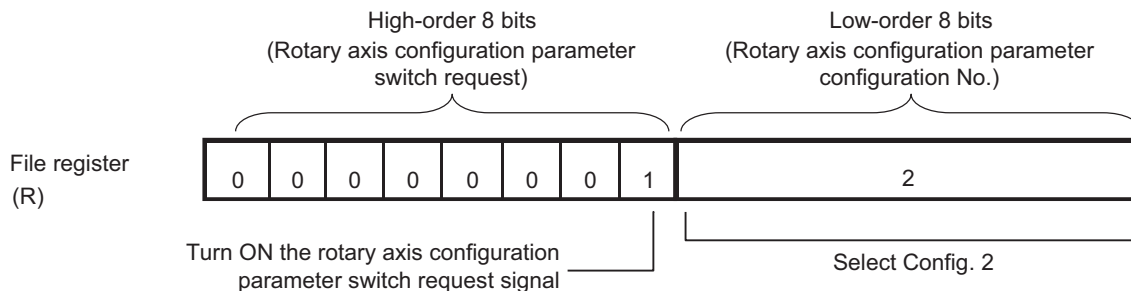 High-order 8 bits
(Rotary axis configuration parameter
switch request)
Low-order 8 bits
(Rotary axis configuration parameter
configuration No.)
File register
(R)
0 0 0 0 0 0 0 1 2
Turn ON the rotary axis configuration
parameter switch request signal
Select Config. 2